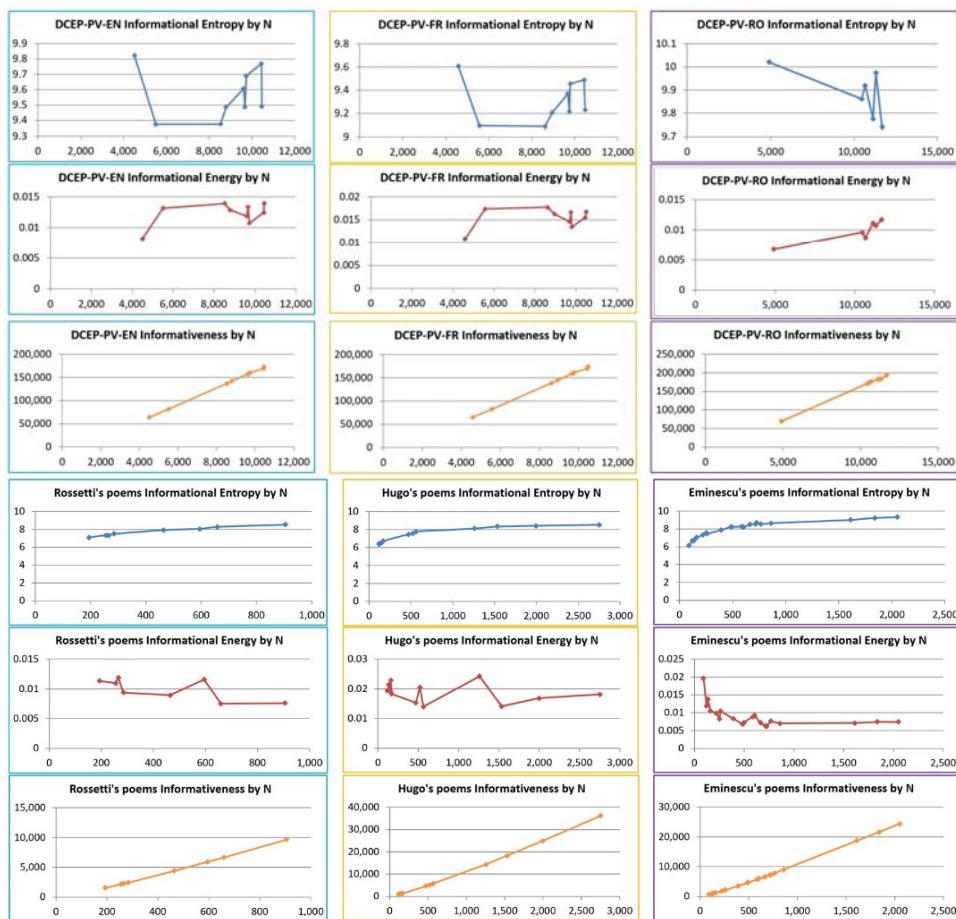 DCEP-PV-EN Informational Entropy by N
9.9
9.8
9.7
9.6
9.5
9.4
9.3
0 2,000 4,000 6,000 8,000 10,000 12,000
DCEP-PV-FR Informational Entropy by N
9.8
9.6
9.4
9.2
9
0 2,000 4,000 6,000 8,000 10,000 12,000
DCEP-PV-RO Informational Entropy by N
10.1
10
9.9
9.8
9.7
0 5,000 10,000 15,000
DCEP-PV-EN Informational Energy by N
0.015
0.01
0.005
0
0 2,000 4,000 6,000 8,000 10,000 12,000
DCEP-PV-FR Informational Energy by N
0.02
0.015
0.01
0.005
0
0 2,000 4,000 6,000 8,000 10,000 12,000
DCEP-PV-RO Informational Energy by N
0.015
0.01
0.005
0
0 5,000 10,000 15,000
DCEP-PV-EN Informativeness by N
200,000
150,000
100,000
50,000
0
0 2,000 4,000 6,000 8,000 10,000 12,000
DCEP-PV-FR Informativeness by N
200,000
150,000
100,000
50,000
0
0 2,000 4,000 6,000 8,000 10,000 12,000
DCEP-PV-RO Informativeness by N
250,000
200,000
150,000
100,000
50,000
0
0 5,000 10,000 15,000
Rossetti's poems Informational Entropy by N
10
8
6
4
2
0
0 200 400 600 800 1,000
Hugo's poems Informational Entropy by N
10
8
6
4
2
0
0 500 1,000 1,500 2,000 2,500 3,000
Eminescu's poems Informational Entropy by N
10
8
6
4
2
0
0 500 1,000 1,500 2,000 2,500
Rossetti's poems Informational Energy by N
0.015
0.01
0.005
0
0 200 400 600 800 1,000
Hugo's poems Informational Energy by N
0.03
0.02
0.01
0
0 500 1,000 1,500 2,000 2,500 3,000
Eminescu's poems Informational Energy by N
0.025
0.02
0.015
0.01
0.005
0
0 500 1,000 1,500 2,000 2,500
Rossetti's poems Informativeness by N
15,000
10,000
5,000
0
0 200 400 600 800 1,000
Hugo's poems Informativeness by N
40,000
30,000
20,000
10,000
0
0 500 1,000 1,500 2,000 2,500 3,000
Eminescu's poems Informativeness by N
30,000
20,000
10,000
0
0 500 1,000 1,500 2,000 2,500